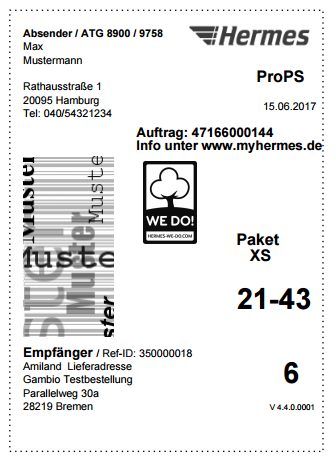 Absender / ATG 8900 / 9758
Max
Mustermann
Rathausstraße 1
20095 Hamburg
Tel: 040/54321234
Hermes
ProPS
15.06.2017
Auftrag: 47166000144
Info unter www.myhermes.de
Muster
Muste
Muster
Muste
WE DO!
HERMES-WE-DO.COM
Paket
XS
21-43
Empfänger / Ref-ID: 350000018
Amiland Lieferadresse
Gambio Testbestellung
Parallelweg 30a
28219 Bremen
6
V 4.4.0.0001